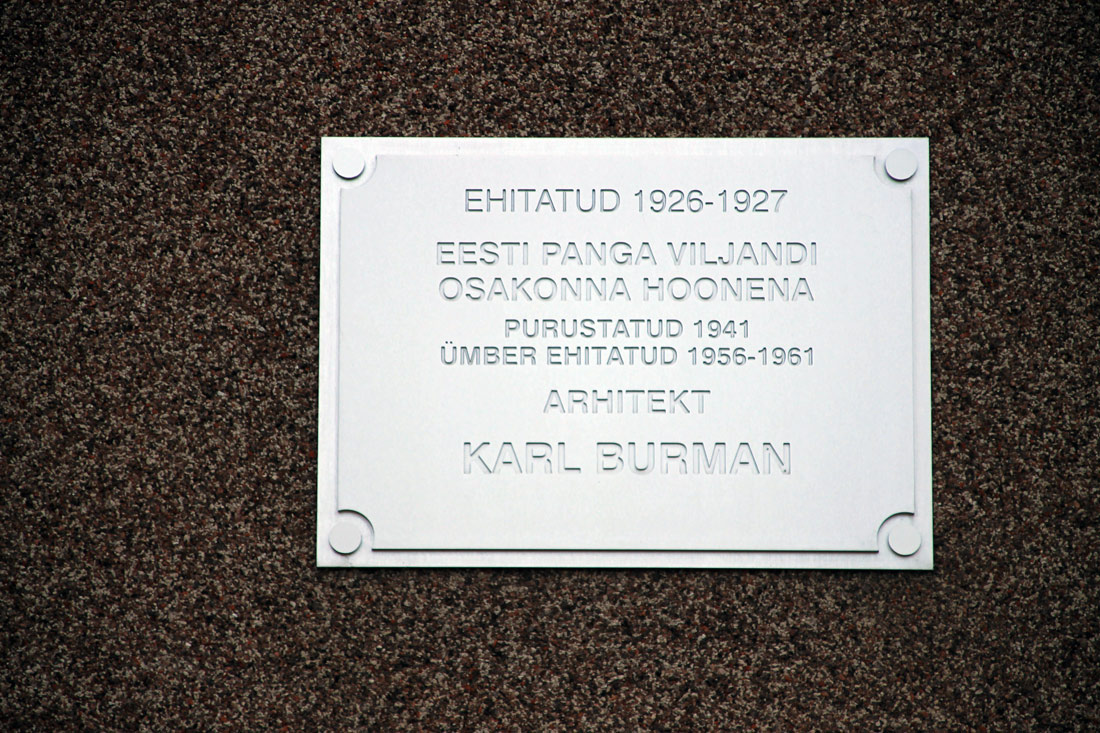 EHITATUD 1926-1927
EESTI PANGA VILJANDI
OSAKONNA HOONENA
PURUSTATUD 1941
ÜMBER EHITATUD 1956-1961
ARHITEKT
KARL BURMAN